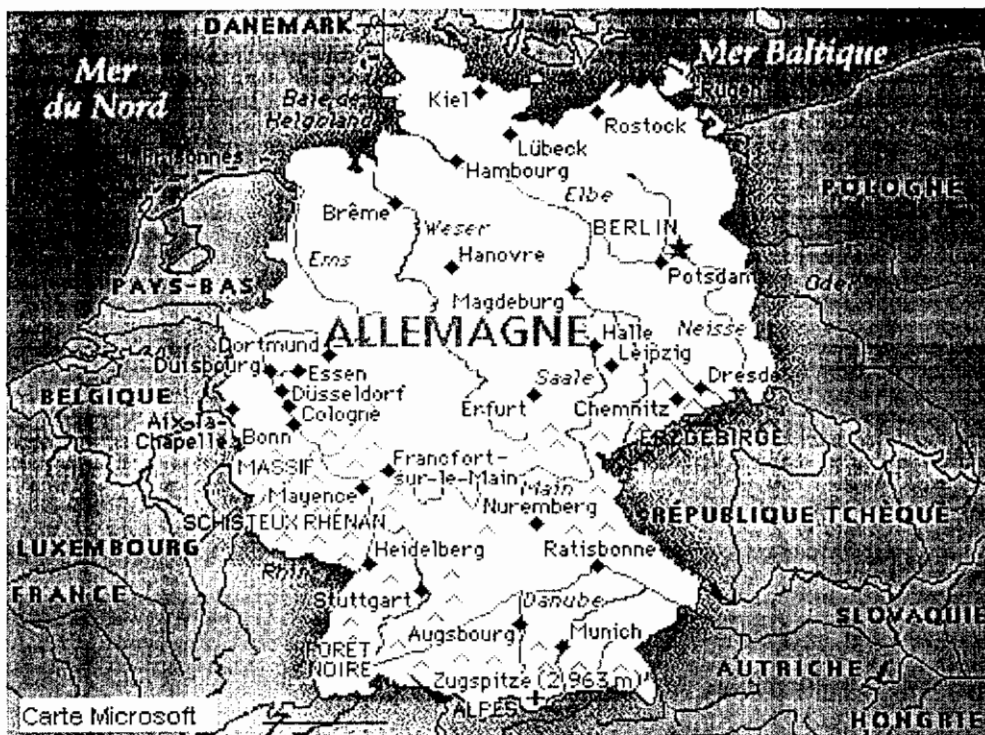 DANEMARK
Mer
du Nord
Mer Baltique
Baie de
Helgoland
Kiel
Rügen
Rostock
Lübeck
Hambourg
POLOGNE
Elbe
Brême
Weser
BERLIN
Ems
Hanovre
Potsdam
PAYS-BAS
Magdeburg
Oder
ALLEMAGNE
Neisse
Halle
Dortmund
Leipzig
Duisbourg
Essen
Saale
Dresde
BELGIQUE
Düsseldorf
Erfurt
Chemnitz
Aix-la-
Chapelle
Cologne
Bonn
ERZGEBIRGE
MASSIF
Francfort-
sur-le-Main
Mayence
Main
Nuremberg
SCHISTEUX RHÉNAN
RÉPUBLIQUE TCHÈQUE
LUXEMBOURG
Heidelberg
Ratisbonne
Rhin
FRANCE
Stuttgart
Danube
SLOVAQUIE
Augsbourg
Munich
FORÊT
NOIRE
AUTRICHE
Zugspitze (2 963 m)
ALPES
Carte Microsoft
HONGRIE